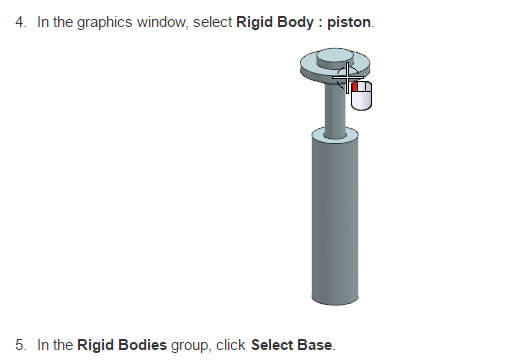 4. In the graphics window, select Rigid Body : piston.
5. In the Rigid Bodies group, click Select Base.